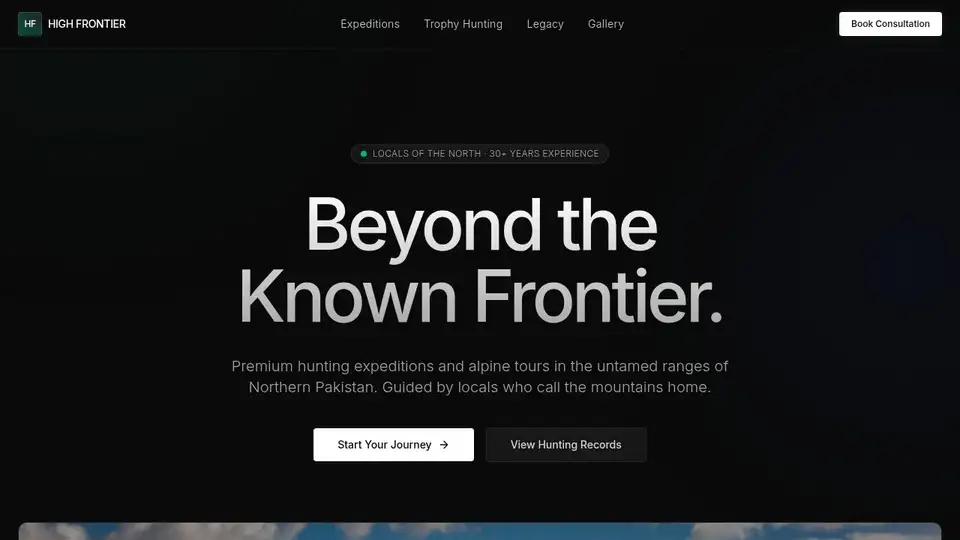 HF HIGH FRONTIER
Expeditions Trophy Hunting Legacy Gallery
Book Consultation
LOCALS OF THE NORTH · 30+ YEARS EXPERIENCE
Beyond the
Known Frontier.
Premium hunting expeditions and alpine tours in the untamed ranges of
Northern Pakistan. Guided by locals who call the mountains home.
Start Your Journey →
View Hunting Records